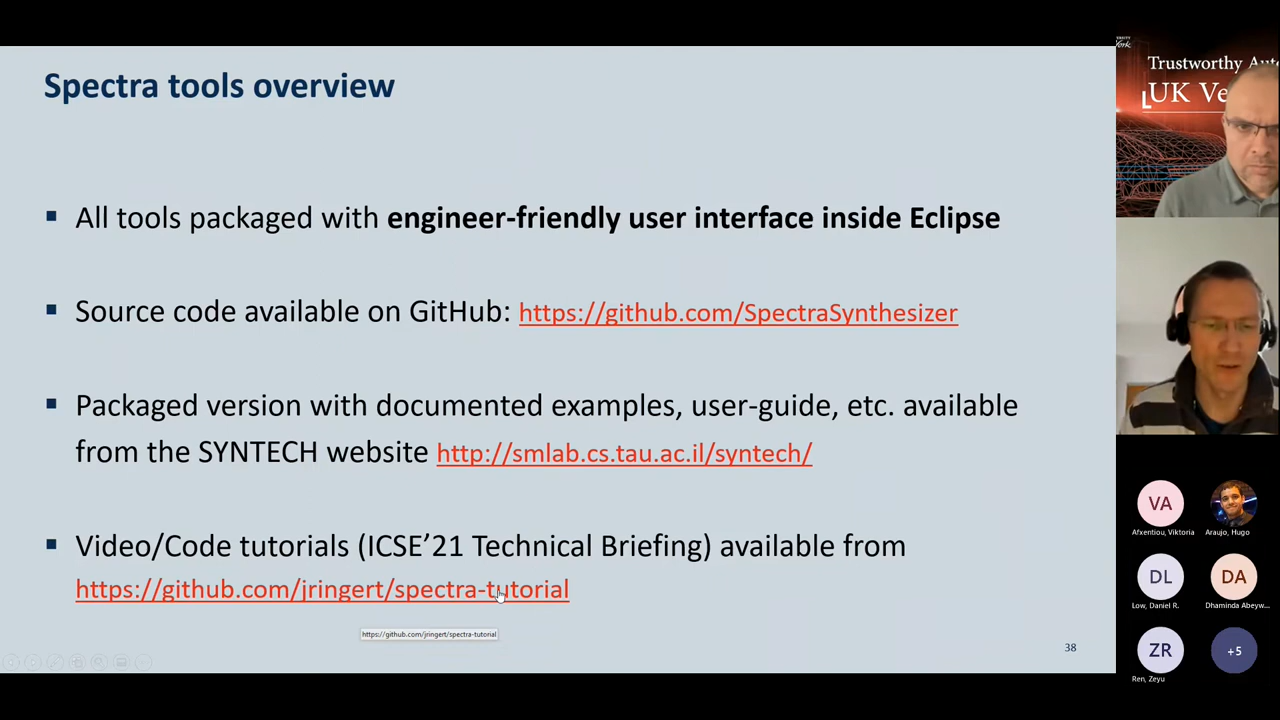 Spectra tools overview
All tools packaged with engineer-friendly user interface inside Eclipse
Source code available on GitHub: https://github.com/SpectraSynthesizer
Packaged version with documented examples, user-guide, etc. available
from the SYNTECH website http://smlab.cs.tau.ac.il/syntech/
Video/Code tutorials (ICSE’21 Technical Briefing) available from
https://github.com/jringert/spectra-tutorial
https://github.com/jringert/spectra-tutorial
38
Trustworthy Aut
UK Ve
VA
Afxentiou, Viktoria
Araujo, Hugo
DL
Low, Daniel R.
DA
Dhaminda Abeyw...
ZR
Ren, Zeyu
+5